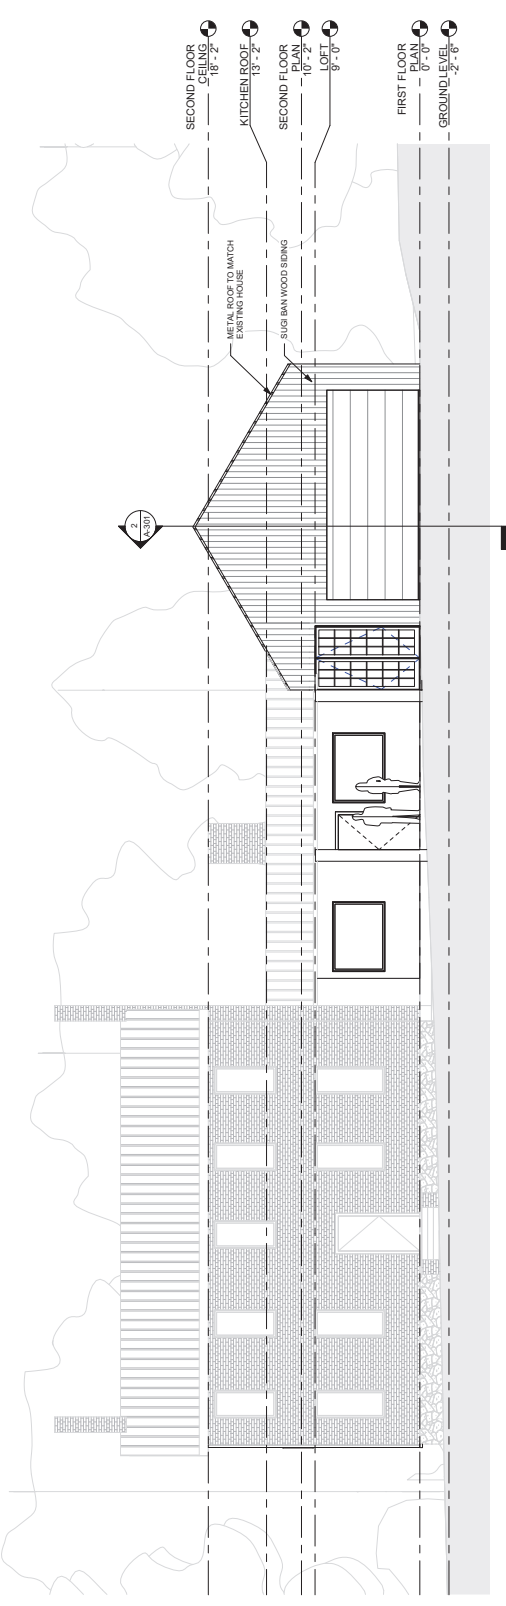 SECOND FLOOR
CEILNG
18' - 2"
KITCHEN ROOF
13' - 2"
SECOND FLOOR
PLAN
10' - 2"
LOFT
9' - 0"
FIRST FLOOR
PLAN
0' - 0"
GROUND LEVEL
-2' - 6"
METAL ROOF TO MATCH
EXISTING HOUSE
SUGI BAN WOOD SIDING
2
A-301